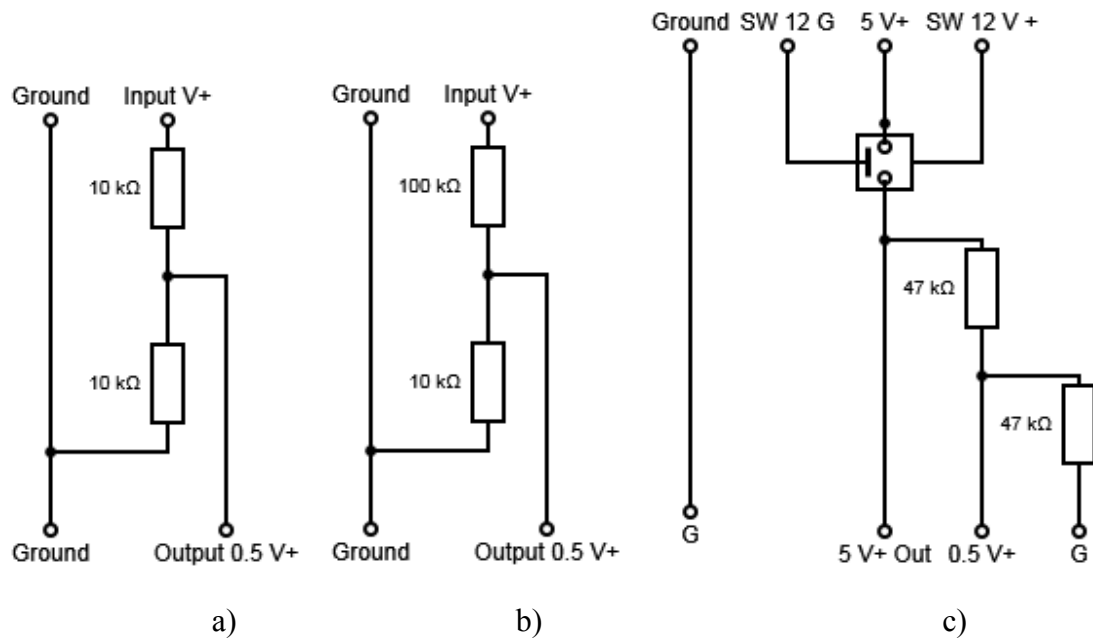 Ground Input V+
10 kΩ
10 kΩ
Ground Output 0.5 V+
a)
Ground Input V+
100 kΩ
10 kΩ
Ground Output 0.5 V+
b)
Ground SW 12 G 5 V+ SW 12 V +
47 kΩ
47 kΩ
G 5 V+ Out 0.5 V+ G
c)